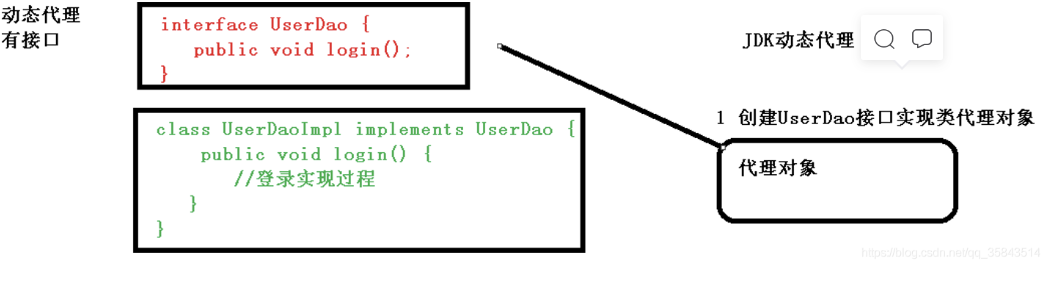 动态代理
有接口
interface UserDao {
public void login();
}
class UserDaoImpl implements UserDao {
public void login() {
//登录实现过程
}
}
JDK动态代理
1 创建UserDao接口实现类代理对象
代理对象
https://blog.csdn.net/qq_35843514